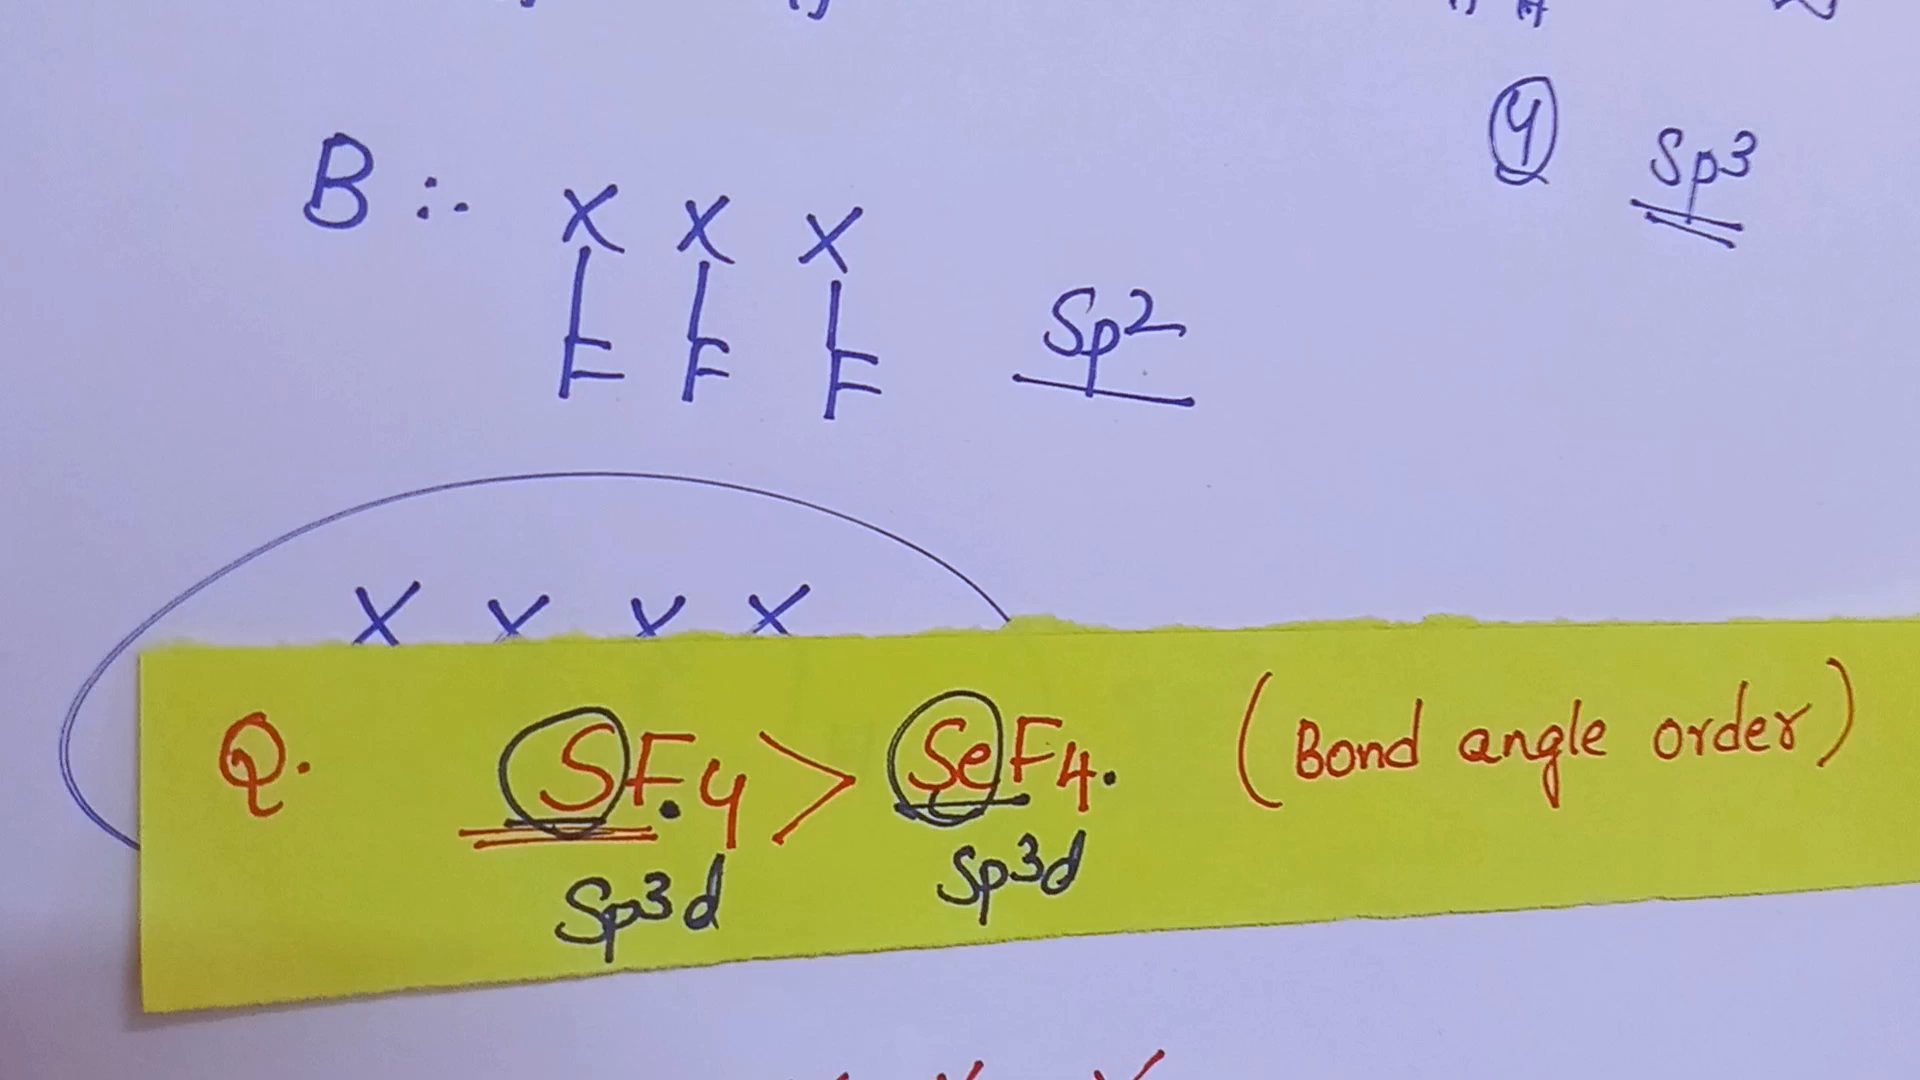 4 Sp3
B :. X X X
F F F Sp2
X X X X
Q. SF4 > SeF4. (Bond angle order)
Sp3d Sp3d